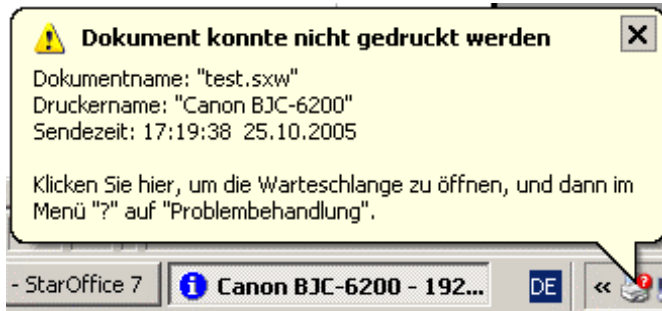 Dokument konnte nicht gedruckt werden
Dokumentname: "test.sxw"
Druckername: "Canon BJC-6200"
Sendezeit: 17:19:38 25.10.2005
Klicken Sie hier, um die Warteschlange zu öffnen, und dann im
Menü "?" auf "Problembehandlung".
- StarOffice 7 Canon BJC-6200 - 192... DE «